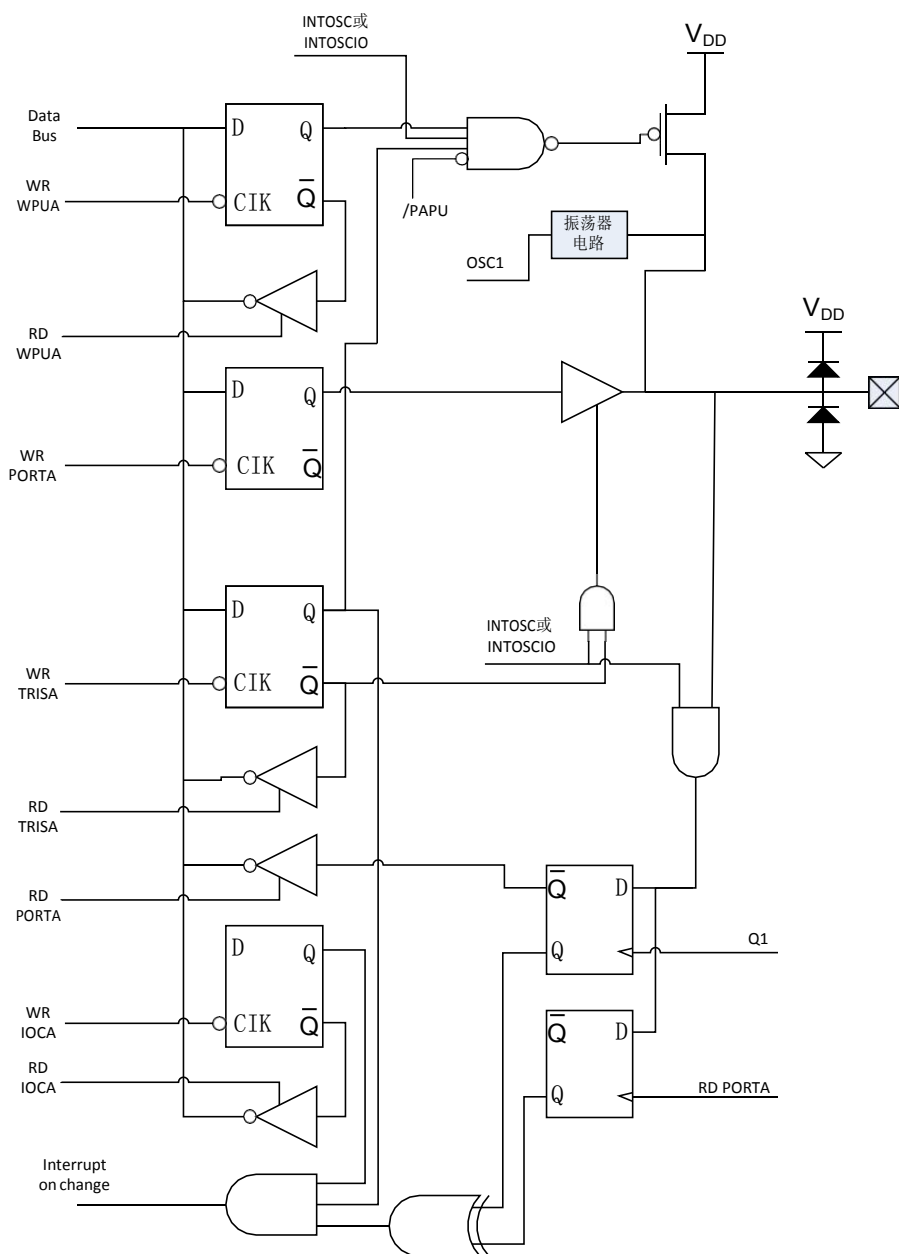 INTOSC或
INTOSCIO
VDD
Data
Bus
D
Q
WR
WPUA
CIK
Q̅
/PAPU
振荡器
电路
OSC1
RD
WPUA
VDD
D
Q
WR
PORTA
CIK
Q̅
D
Q
INTOSC或
INTOSCIO
WR
TRISA
CIK
Q̅
RD
TRISA
RD
PORTA
Q̅
D
Q
Q1
D
Q
WR
IOCA
CIK
Q̅
Q̅
D
RD
IOCA
Q
RD PORTA
Interrupt
on change